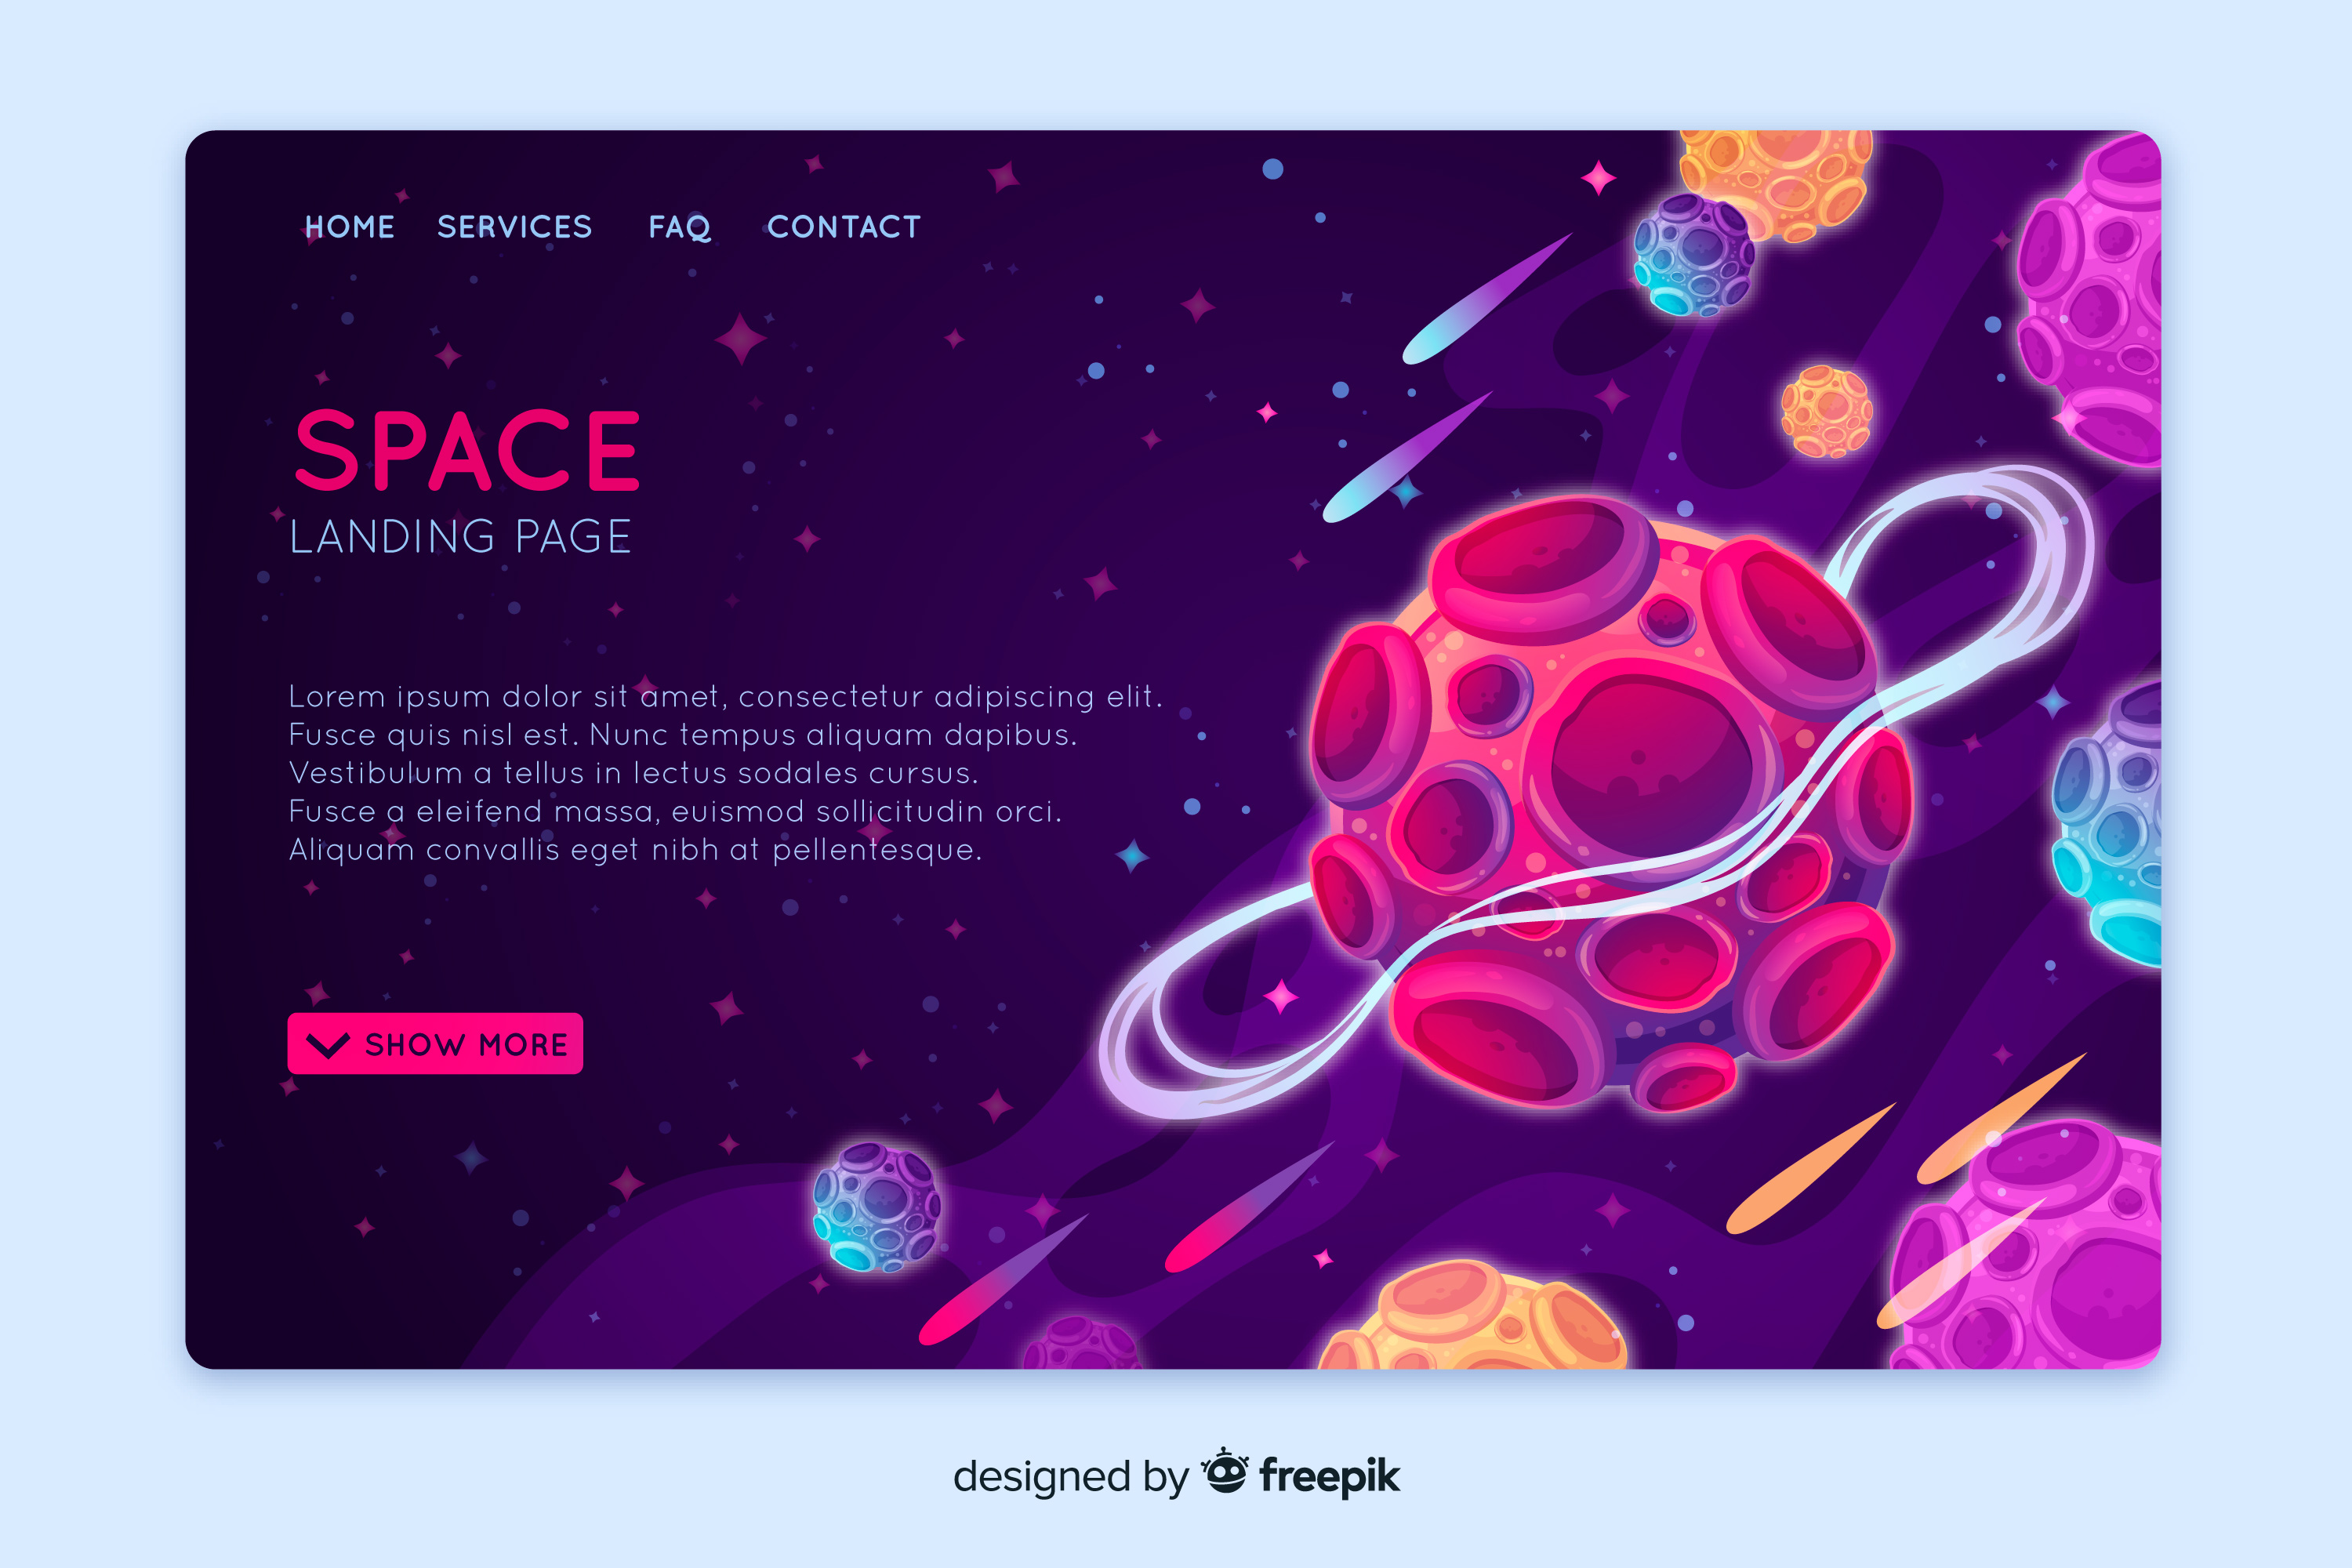 HOME SERVICES FAQ CONTACT
SPACE
LANDING PAGE
Lorem ipsum dolor sit amet, consectetur adipiscing elit.
Fusce quis nisl est. Nunc tempus aliquam dapibus.
Vestibulum a tellus in lectus sodales cursus.
Fusce a eleifend massa, euismod sollicitudin orci.
Aliquam convallis eget nibh at pellentesque.
SHOW MORE
designed by freepik